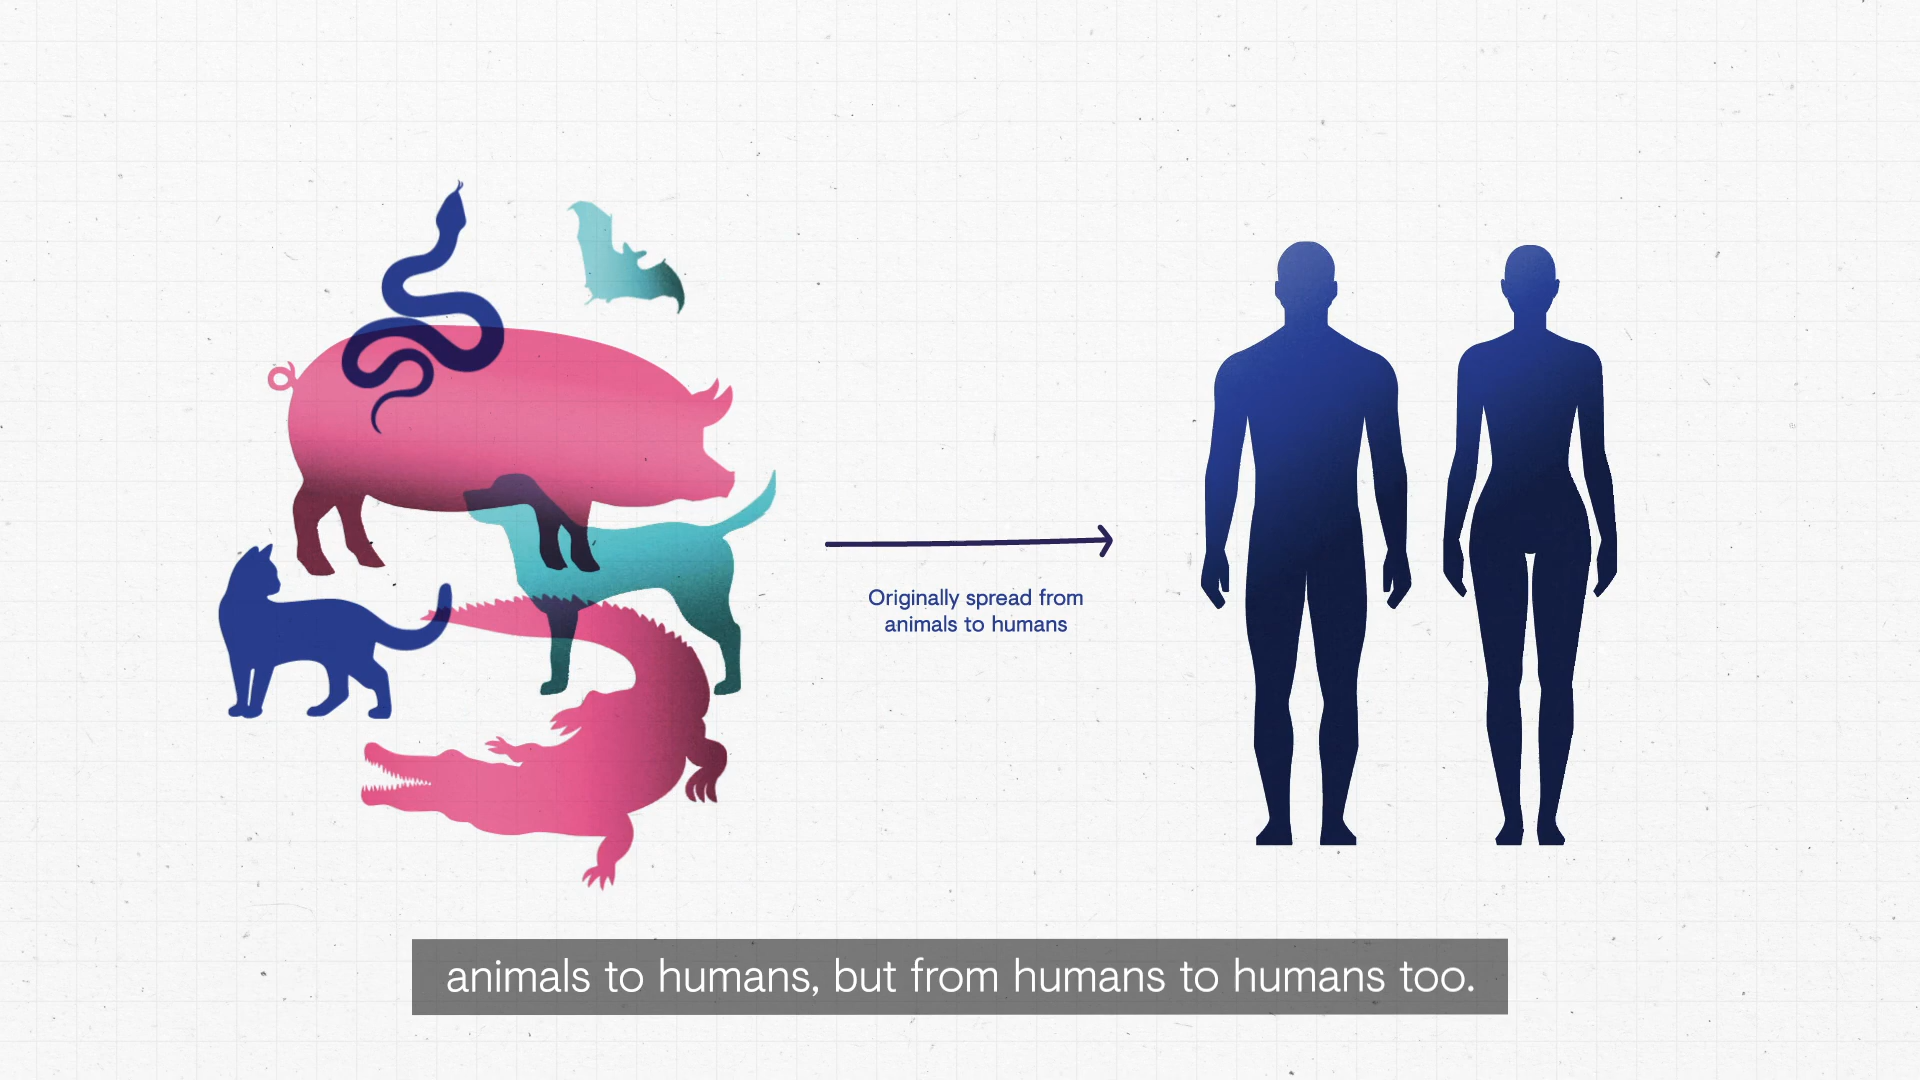 Originally spread from
animals to humans
animals to humans, but from humans to humans too.